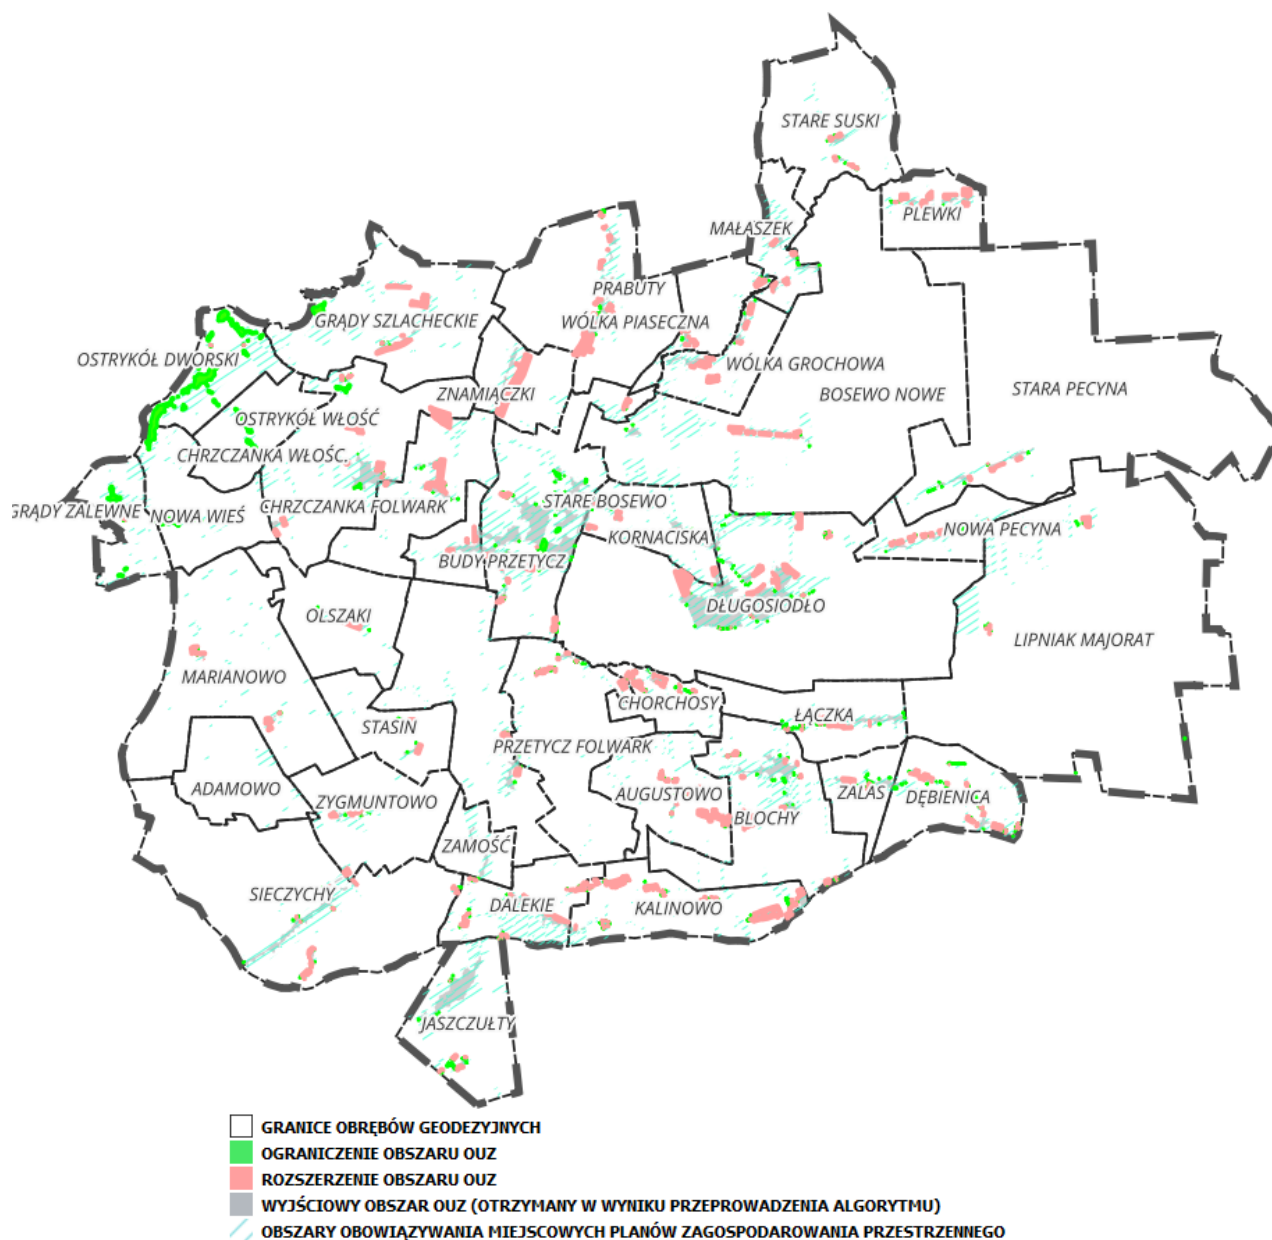 STARE SUSKI
PLEWKI
MAŁASZEK
PRABUTY
GRĄDY SZLACHECKIE
WÓLKA PIASECZNA
OSTRYKÓŁ DWORSKI
WÓLKA GROCHOWA
STARA PECYNA
ZNAMIĄCZKI
BOSEWO NOWE
OSTRYKÓŁ WŁOŚĆ
CHRZCZANKA WŁOŚC.
STARE BOSEWO
GRĄDY ZALEWNE
NOWA WIEŚ
CHRZCZANKA FOLWARK
NOWA PECYNA
KORNACISKA
BUDY PRZETYCZ
DŁUGOSIODŁO
OLSZAKI
LIPNIAK MAJORAT
MARIANOWO
CHORCHOSY
ŁĄCZKA
STASIN
PRZETYCZ FOLWARK
ADAMOWO
ZYGMUNTOWO
AUGUSTOWO
ZALAS
DĘBIENICA
BLOCHY
ZAMOŚĆ
SIECZYCHY
DALEKIE
KALINOWO
JASZCZUŁTY
GRANICE OBRĘBÓW GEODEZYJNYCH
OGRANICZENIE OBSZARU OUZ
ROZSZERZENIE OBSZARU OUZ
WYJŚCIOWY OBSZAR OUZ (OTRZYMANY W WYNIKU PRZEPROWADZENIA ALGORYTMU)
OBSZARY OBOWIĄZYWANIA MIEJSCOWYCH PLANÓW ZAGOSPODAROWANIA PRZESTRZENNEGO